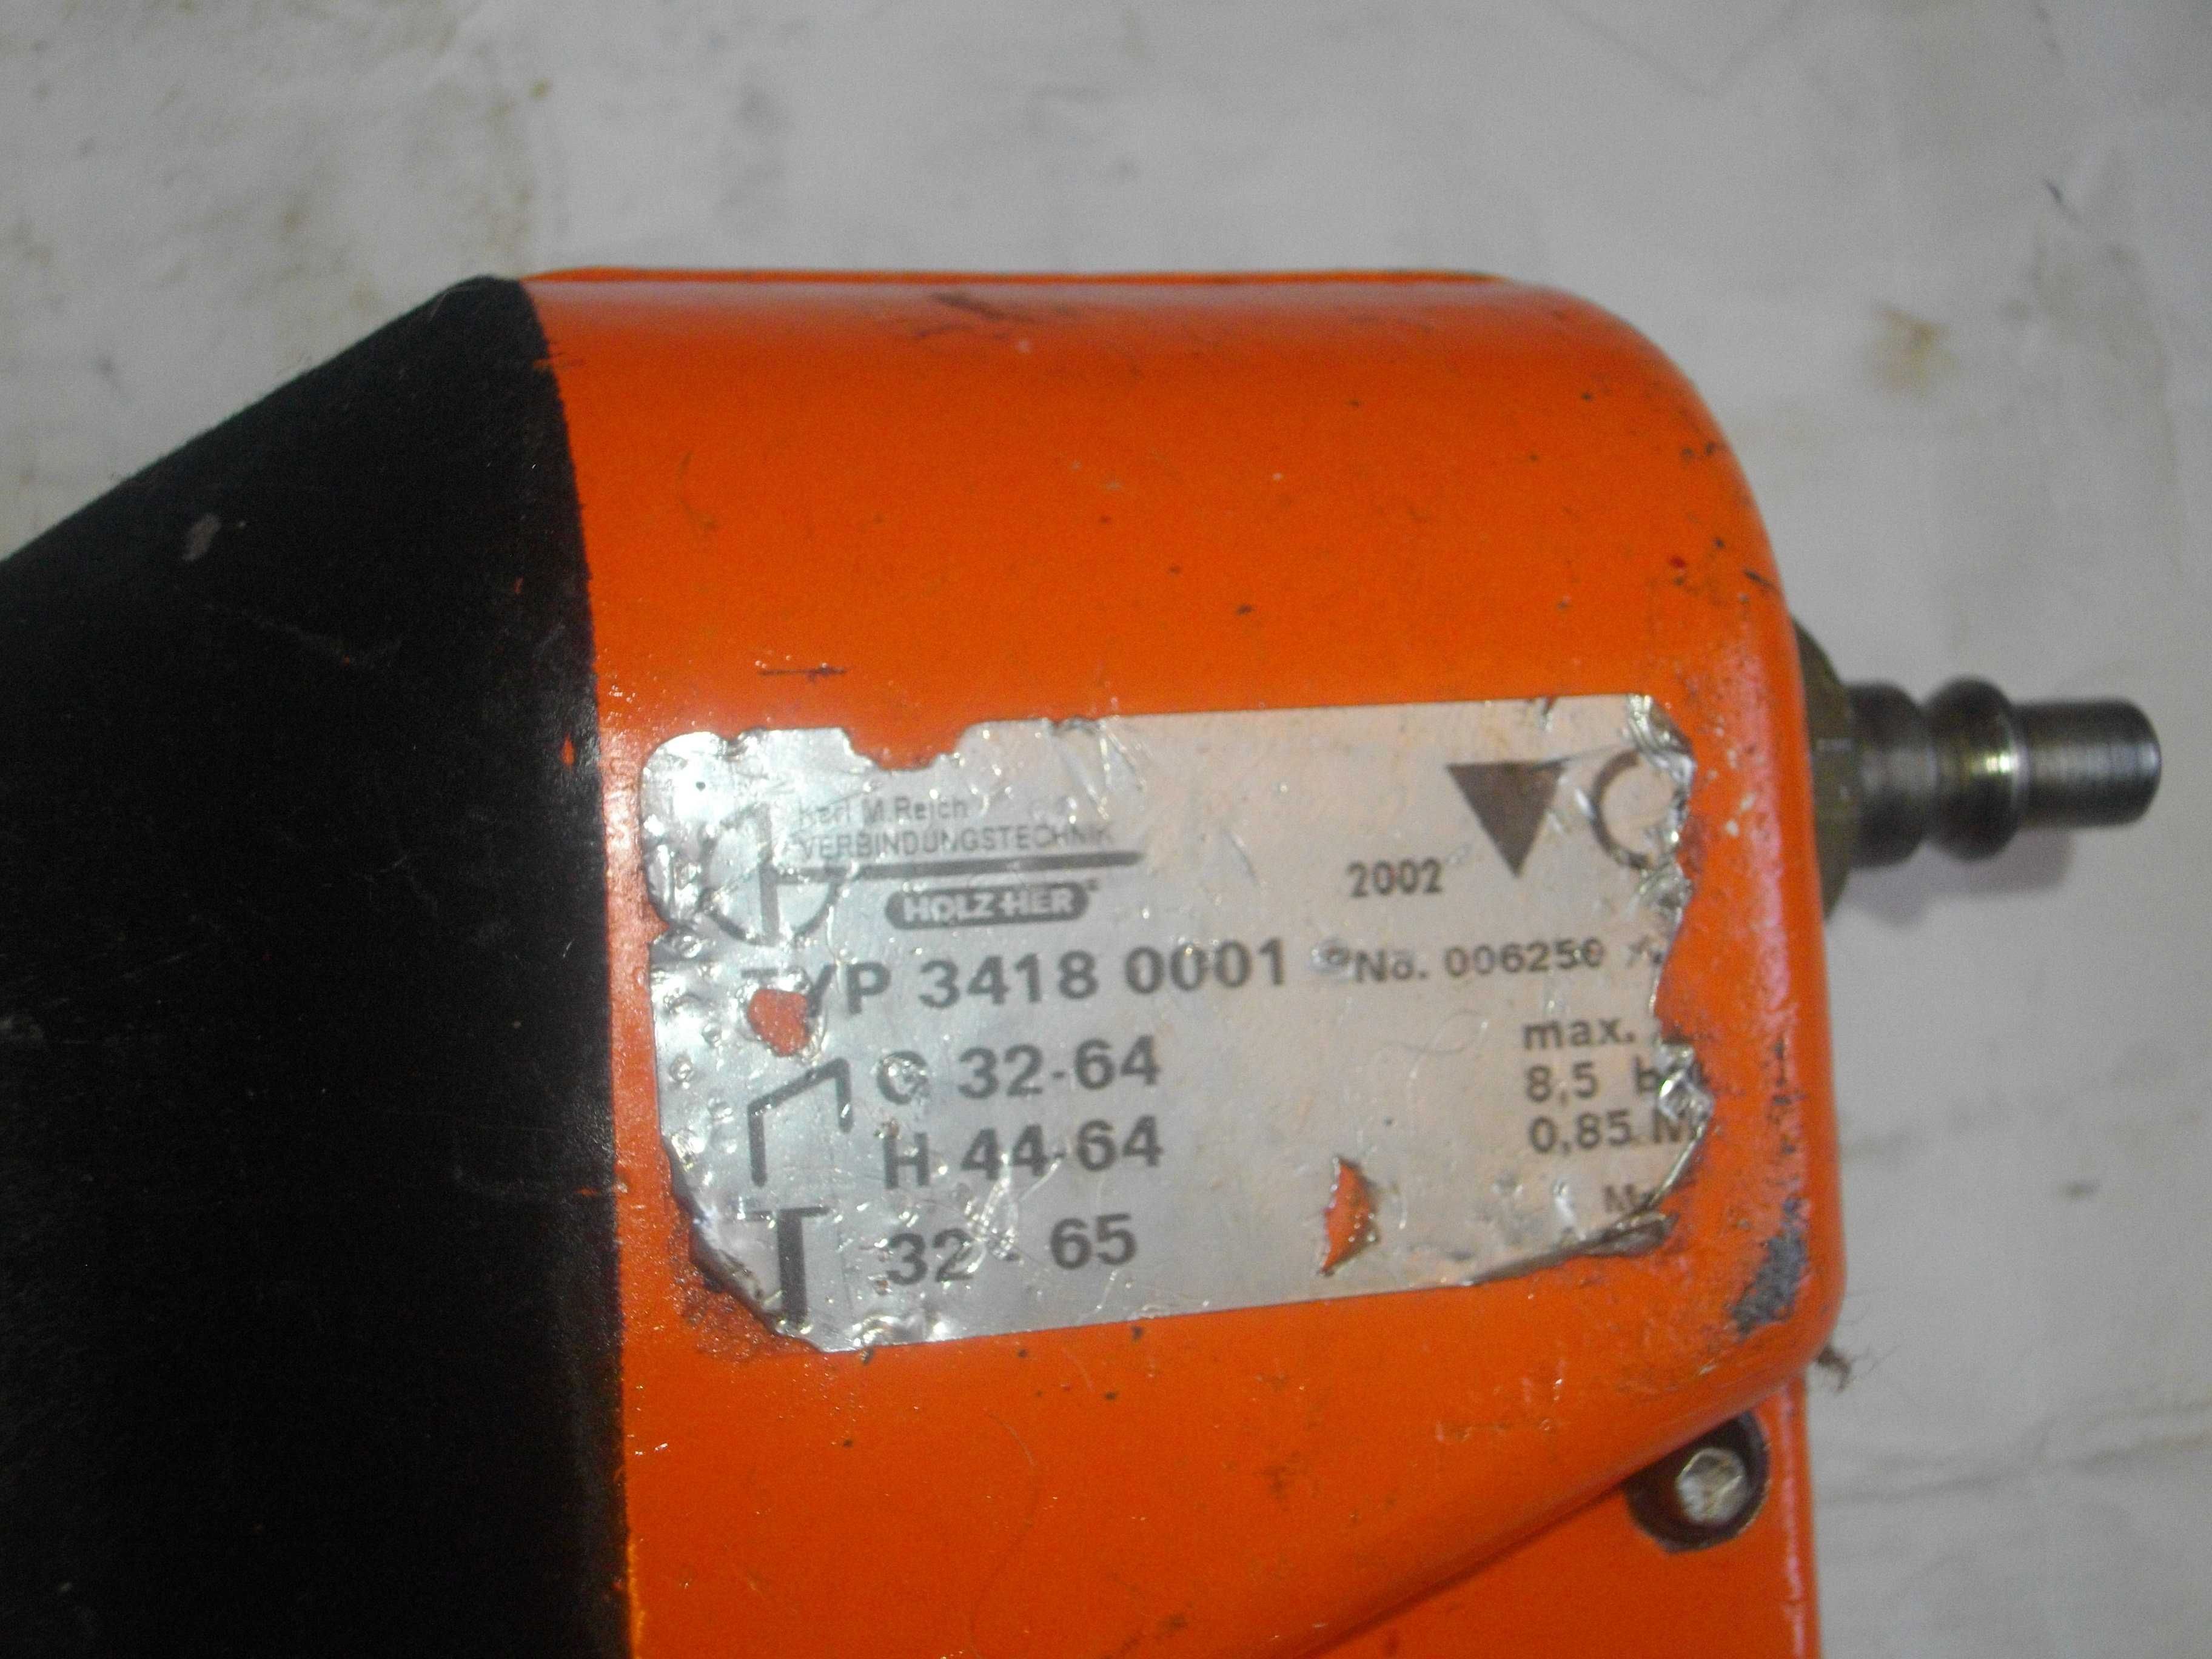 Karl M. Reich
VERBINDUNGSTECHNIK
HOLZ-HER
2002
TYP 3418 0001 No. 006250
G 32-64
H 44-64
32 - 65
max.
8,5 bar
0,85